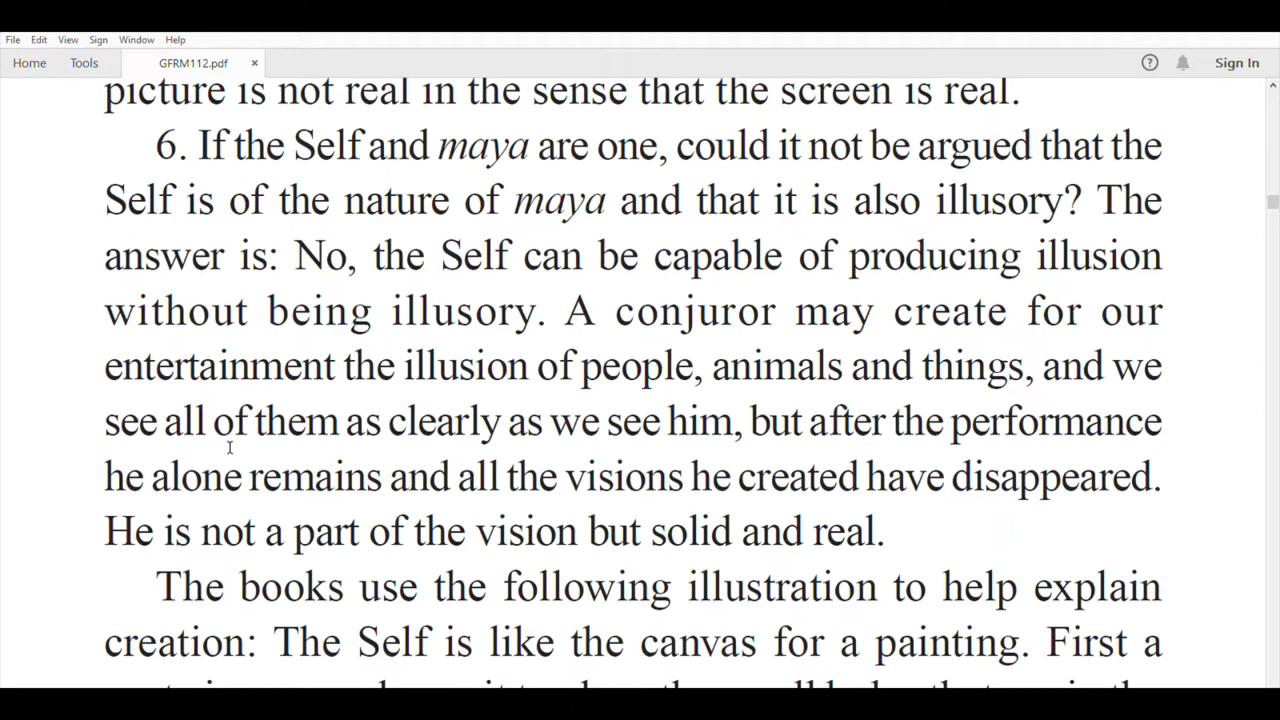 File Edit View Sign Window Help
Home Tools GFRM112.pdf × ? Sign In
picture is not real in the sense that the screen is real.
6. If the Self and maya are one, could it not be argued that the
Self is of the nature of maya and that it is also illusory? The
answer is: No, the Self can be capable of producing illusion
without being illusory. A conjuror may create for our
entertainment the illusion of people, animals and things, and we
see all of them as clearly as we see him, but after the performance
he alone remains and all the visions he created have disappeared.
He is not a part of the vision but solid and real.
The books use the following illustration to help explain
creation: The Self is like the canvas for a painting. First a